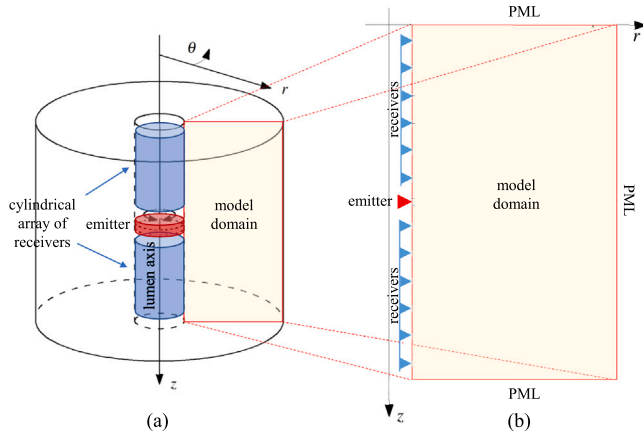 θ
r
cylindrical
array of
receivers
emitter
lumen axis
model
domain
z
(a)
PML
r
receivers
emitter
model
domain
PML
receivers
PML
z
(b)